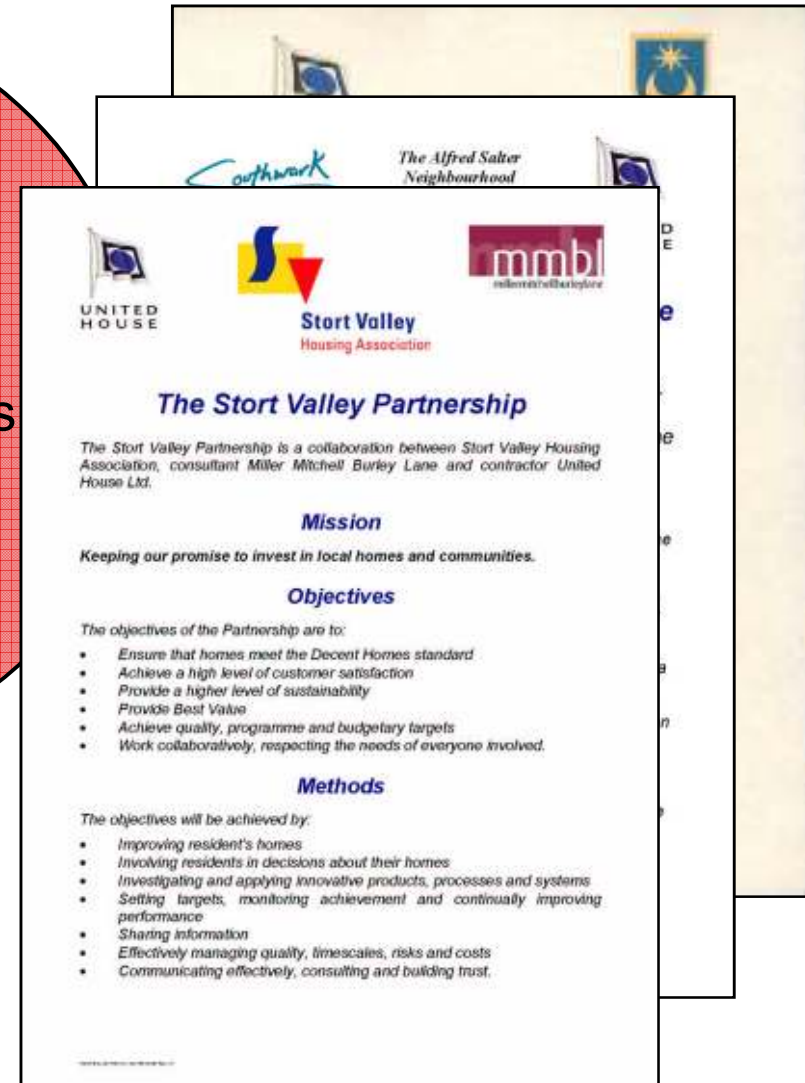 s
Southwark
The Alfred Salter
Neighbourhood
D
E
e
e
e
a
n
UNITED
HOUSE
Stort Valley
Housing Association
mmbl
millermitchellburleylane
The Stort Valley Partnership
The Stort Valley Partnership is a collaboration between Stort Valley Housing
Association, consultant Miller Mitchell Burley Lane and contractor United
House Ltd.
Mission
Keeping our promise to invest in local homes and communities.
Objectives
The objectives of the Partnership are to:
• Ensure that homes meet the Decent Homes standard
• Achieve a high level of customer satisfaction
• Provide a higher level of sustainability
• Provide Best Value
• Achieve quality, programme and budgetary targets
• Work collaboratively, respecting the needs of everyone involved.
Methods
The objectives will be achieved by:
• Improving resident's homes
• Involving residents in decisions about their homes
• Investigating and applying innovative products, processes and systems
• Setting targets, monitoring achievement and continually improving
performance
• Sharing information
• Effectively managing quality, timescales, risks and costs
• Communicating effectively, consulting and building trust.